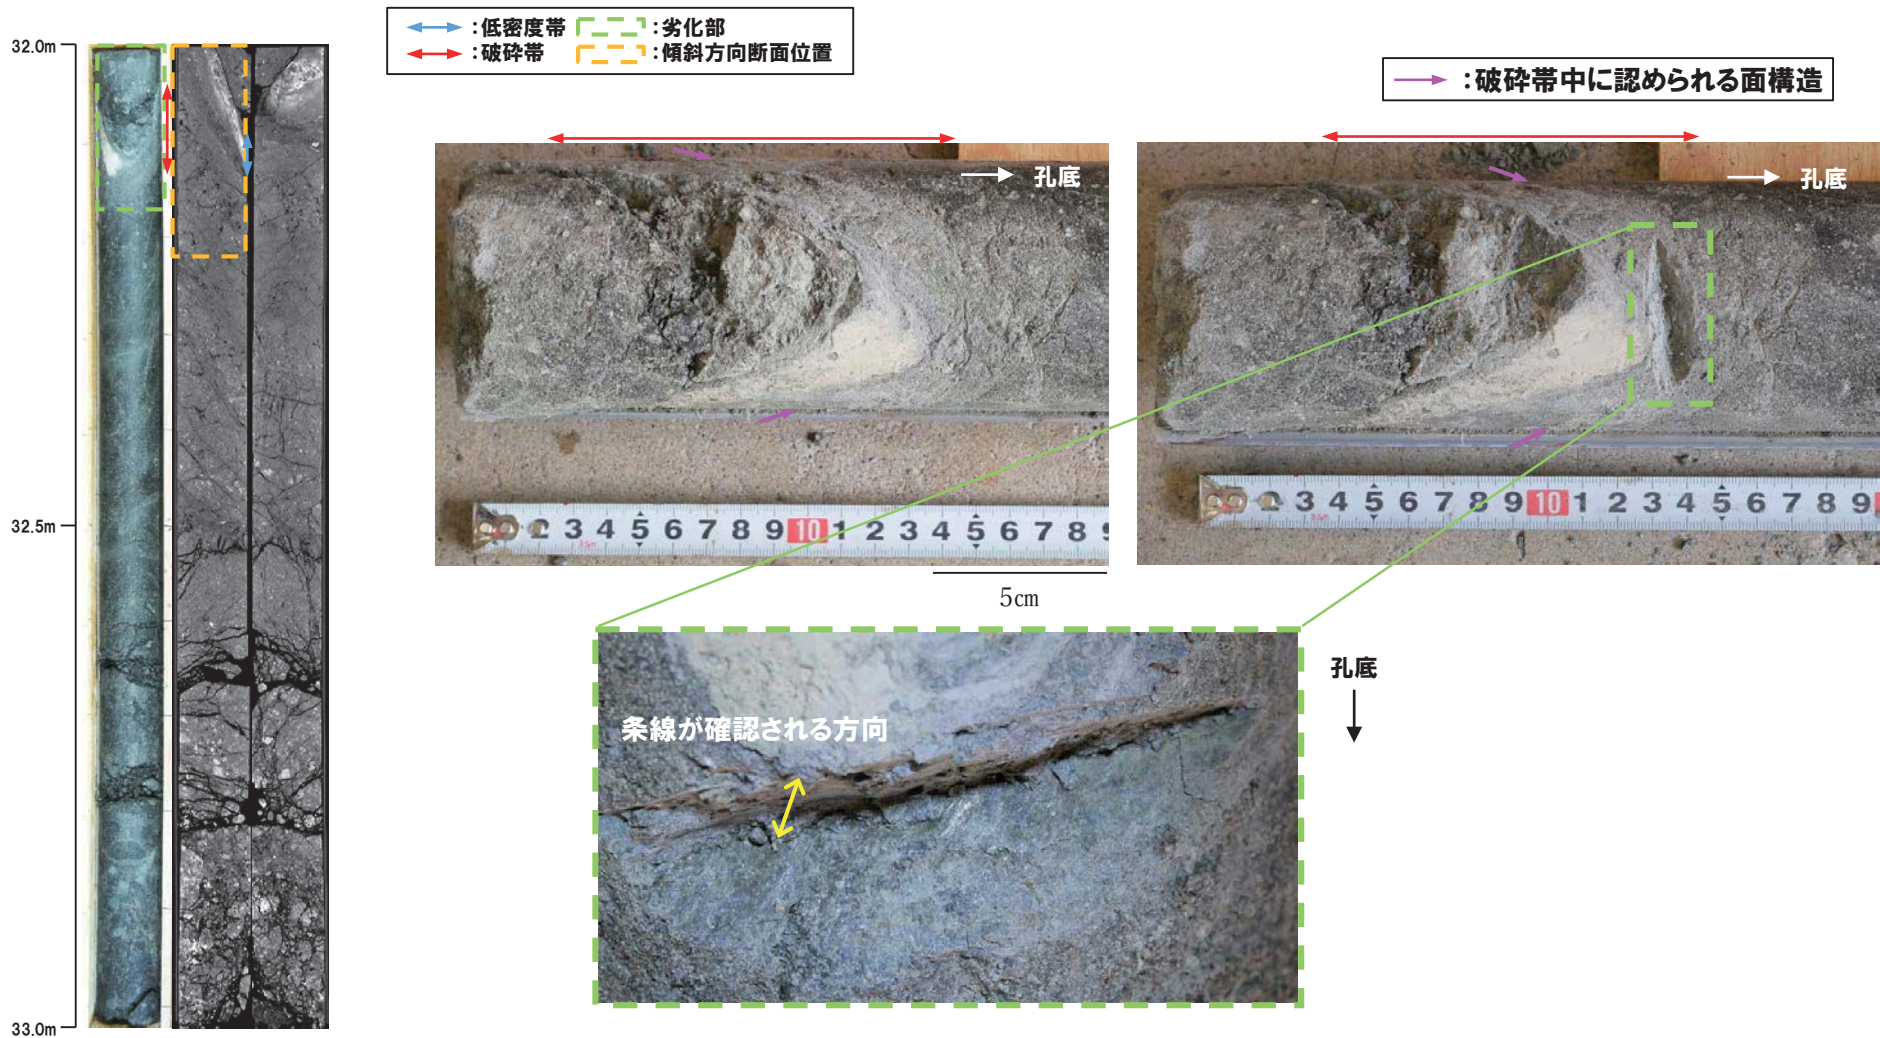 32.0m
32.5m
33.0m
:低密度帯
:劣化部
:破砕帯
:傾斜方向断面位置
:破砕帯中に認められる面構造
孔底
孔底
2 3 4 5 6 7 8 9 10 1 2 3 4 5 6 7 8 9
2 3 4 5 6 7 8 9 10 1 2 3 4 5 6 7 8 9
5cm
条線が確認される方向
孔底